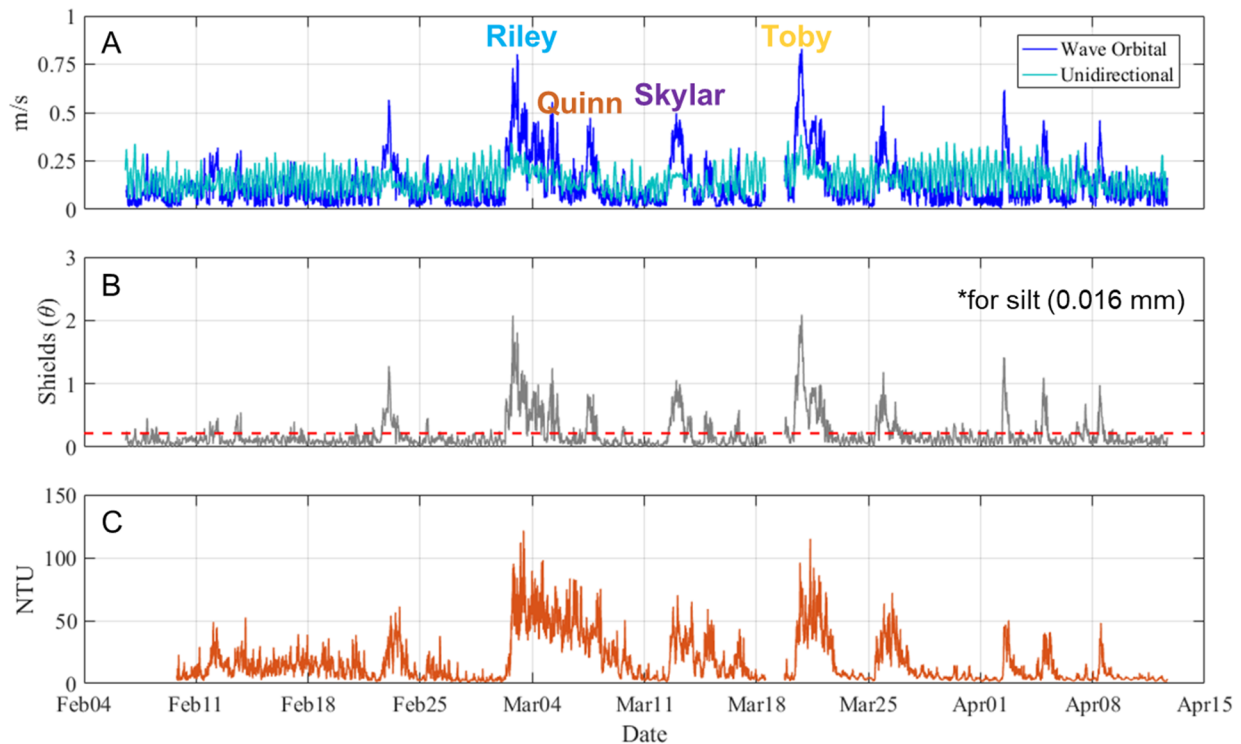 1
A
Riley
Toby
Wave Orbital
Unidirectional
0.75
m/s
Quinn
Skylar
0.5
0.25
0
3
B
*for silt (0.016 mm)
Shields (θ)
2
1
0
150
C
NTU
100
50
0
Feb04 Feb11 Feb18 Feb25 Mar04 Mar11 Mar18 Mar25 Apr01 Apr08 Apr15
Date